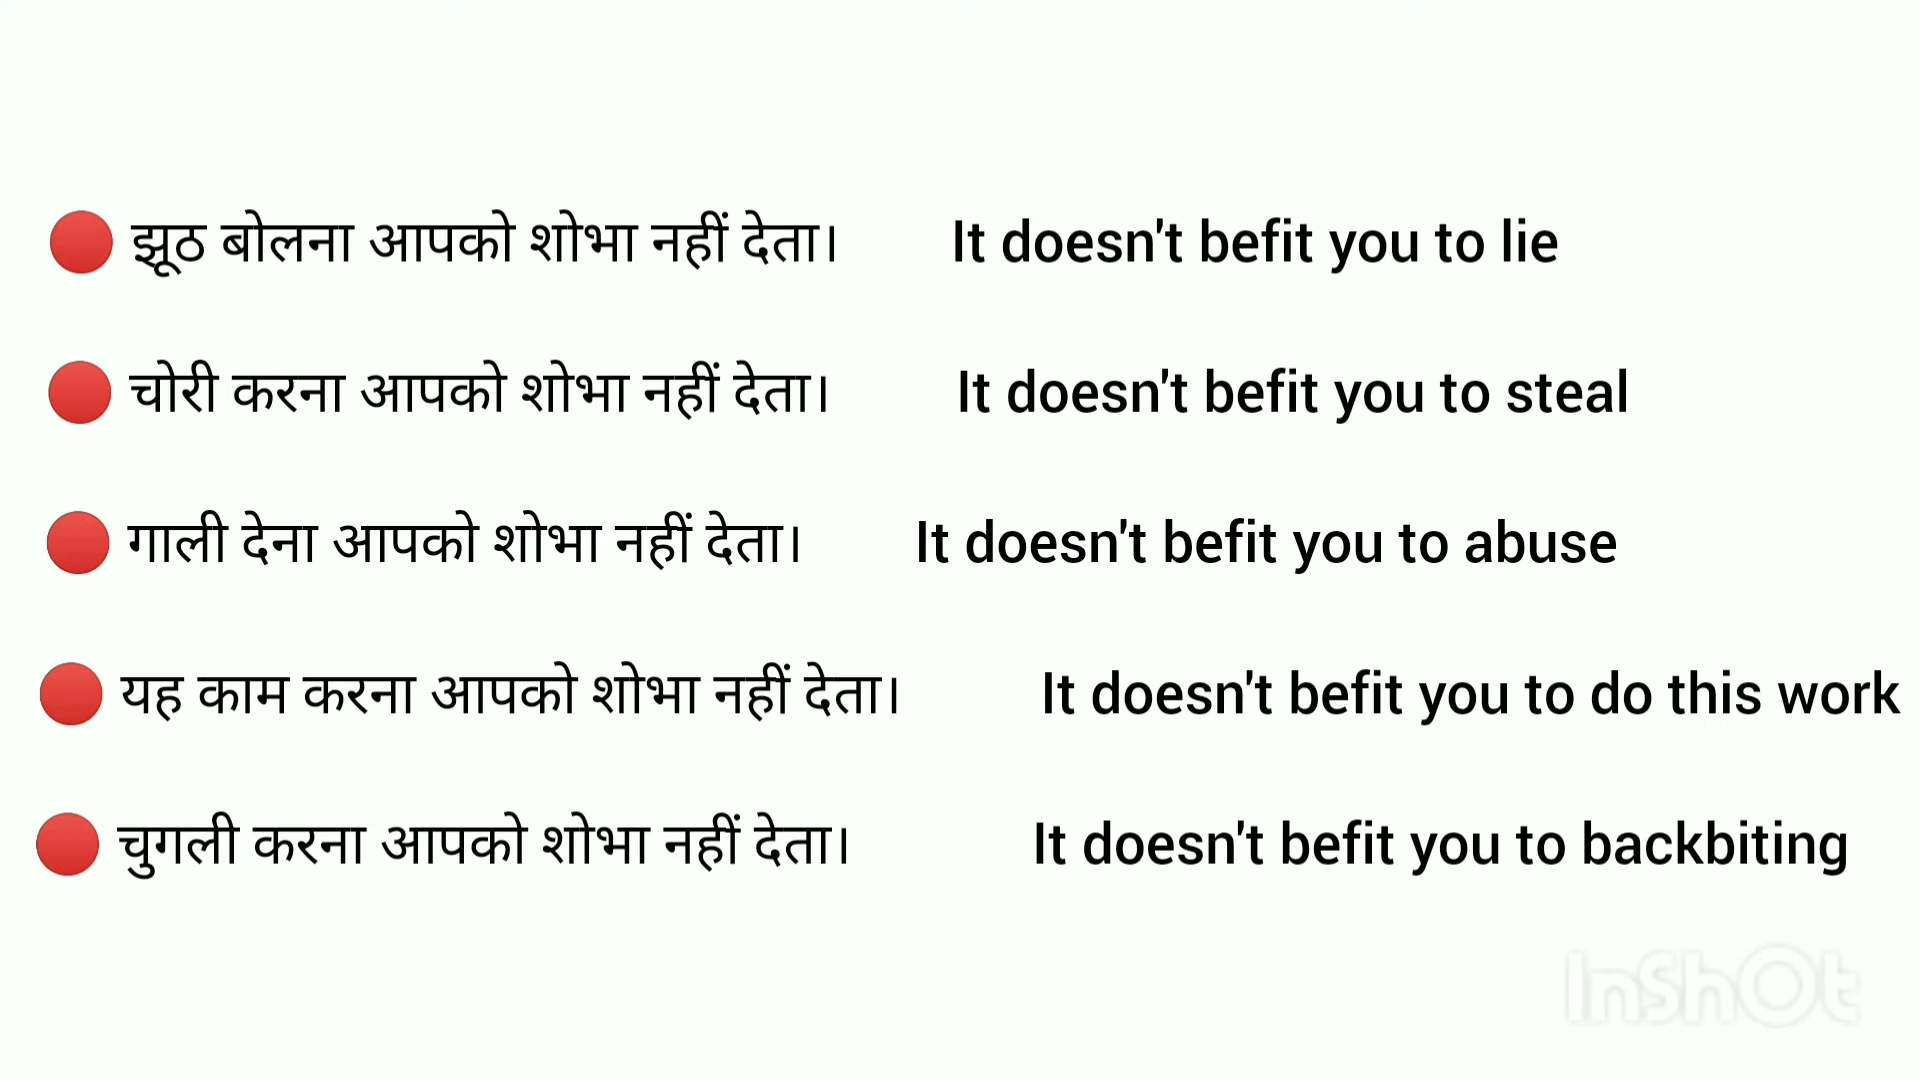 🔴 झूठ बोलना आपको शोभा नहीं देता। It doesn't befit you to lie
🔴 चोरी करना आपको शोभा नहीं देता। It doesn't befit you to steal
🔴 गाली देना आपको शोभा नहीं देता। It doesn't befit you to abuse
🔴 यह काम करना आपको शोभा नहीं देता। It doesn't befit you to do this work
🔴 चुगली करना आपको शोभा नहीं देता। It doesn't befit you to backbiting
InShOt